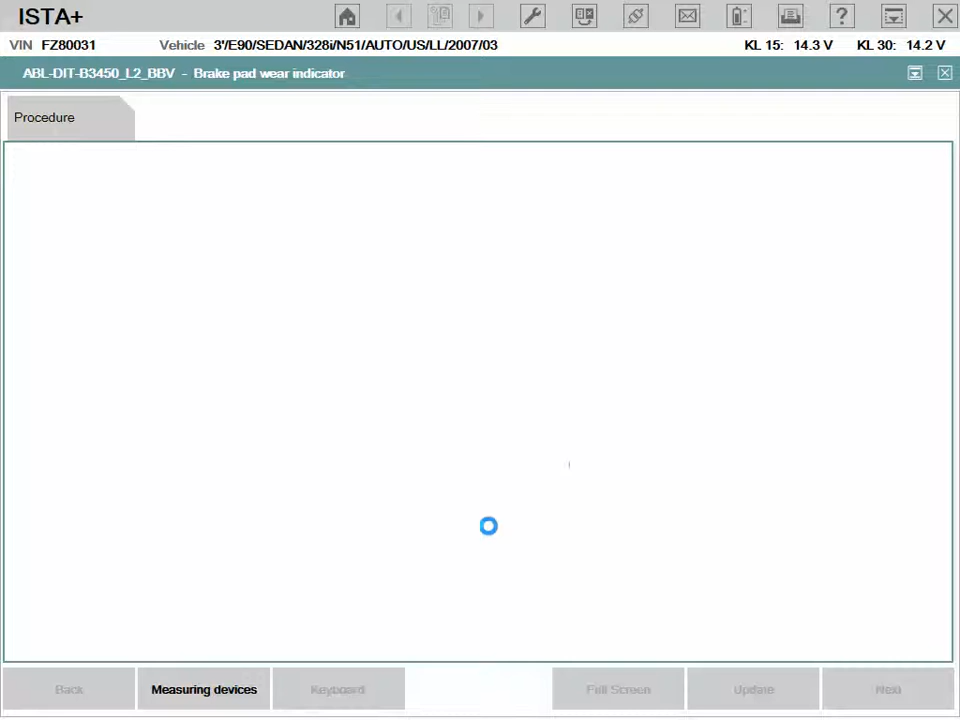 ISTA+
VIN FZ80031 Vehicle 3'/E90/SEDAN/328i/N51/AUTO/US/LL/2007/03 KL 15: 14.3 V KL 30: 14.2 V
ABL-DIT-B3450_L2_BBV - Brake pad wear indicator
Procedure
Back Measuring devices Keyboard Full Screen Update Next